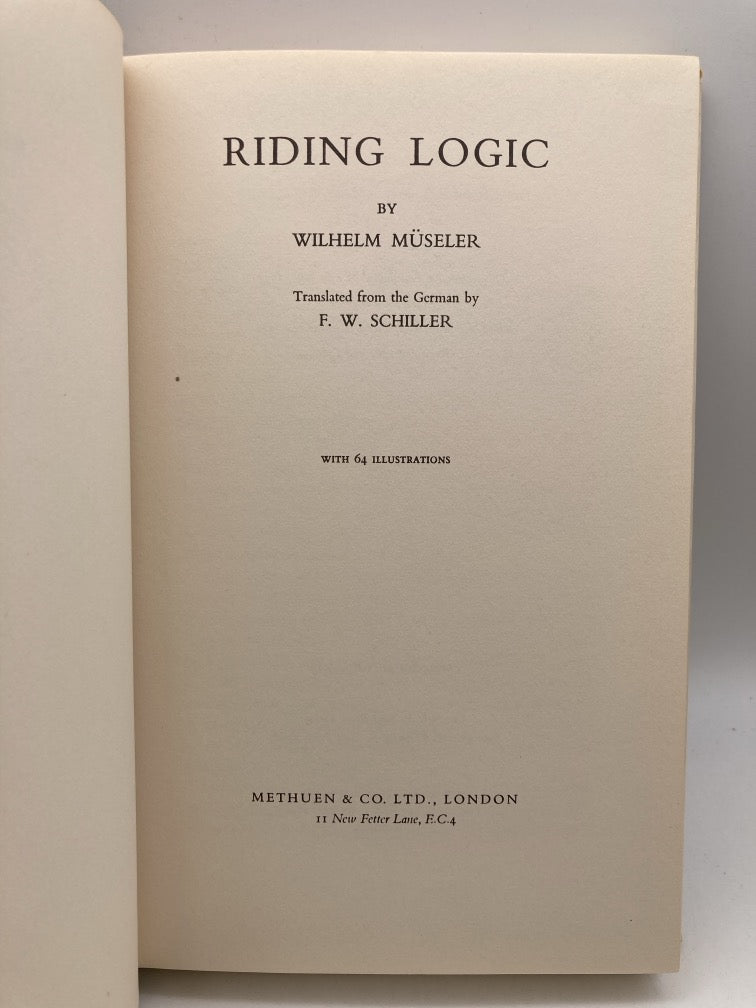 RIDING LOGIC
BY
WILHELM MÜSELER
Translated from the German by
F. W. SCHILLER
WITH 64 ILLUSTRATIONS
METHUEN & CO. LTD., LONDON
11 New Fetter Lane, E.C.4